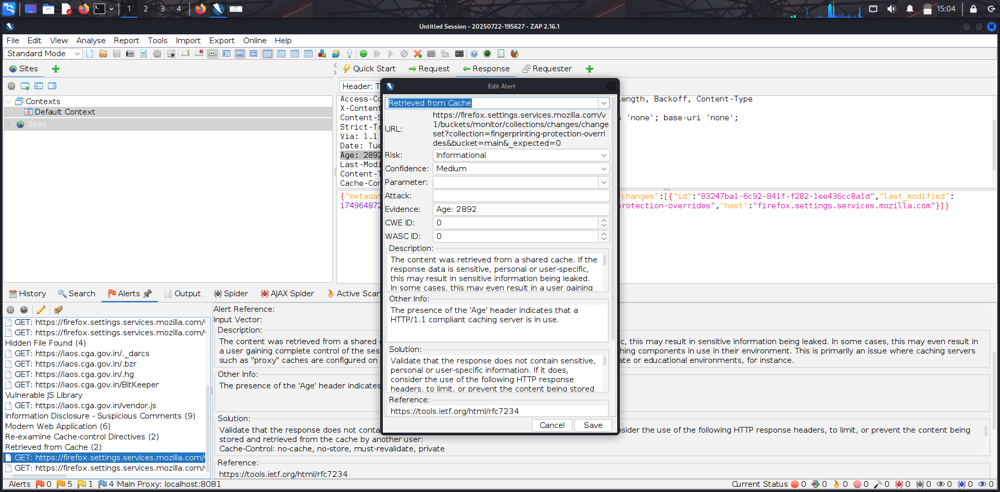 1 2 3 4 15:04
Untitled Session - 20250722-195627 - ZAP 2.16.1
File Edit View Analyse Report Tools Import Export Online Help
Standard Mode
Sites
Quick Start Request Response Requester
Contexts
Default Context
Sites
Header: T
Access-Co ength, Backoff, Content-Type
X-Content
Content-S s 'none'; base-uri 'none';
Strict-Tr
Via: 1.1
Date: Tue
Age: 2892
Last-Modi
Content-T
Cache-Con
{"metadat "changes":[{"id":"03247ba1-6c92-841f-f282-1ee436cc8a1d","last_modified":
174964872 protection-overrides","host":"firefox.settings.services.mozilla.com"}]}
Edit Alert
Retrieved from Cache
URL:
https://firefox.settings.services.mozilla.com/v
1/buckets/monitor/collections/changes/change
set?collection=fingerprinting-protection-overri
des&bucket=main&_expected=0
Risk: Informational
Confidence: Medium
Parameter:
Attack:
Evidence: Age: 2892
CWE ID: 0
WASC ID: 0
Description:
The content was retrieved from a shared cache. If the
response data is sensitive, personal or user-specific,
this may result in sensitive information being leaked.
In some cases, this may even result in a user gaining
Other Info:
The presence of the 'Age' header indicates that a
HTTP/1.1 compliant caching server is in use.
Solution:
Validate that the response does not contain sensitive,
personal or user-specific information. If it does,
consider the use of the following HTTP response
headers, to limit, or prevent the content being stored
Reference:
https://tools.ietf.org/html/rfc7234
Cancel Save
History Search Alerts Output Spider AJAX Spider Active Scan
GET: https://firefox.settings.services.mozilla.com/v
GET: https://firefox.settings.services.mozilla.com/v
Hidden File Found (4)
GET: https://iaos.cga.gov.in/._darcs
GET: https://iaos.cga.gov.in/.bzr
GET: https://iaos.cga.gov.in/.hg
GET: https://iaos.cga.gov.in/BitKeeper
Vulnerable JS Library
GET: https://iaos.cga.gov.in/vendor.js
Information Disclosure - Suspicious Comments (9)
Modern Web Application (6)
Re-examine Cache-control Directives (2)
Retrieved from Cache (2)
GET: https://firefox.settings.services.mozilla.com/v
GET: https://firefox.settings.services.mozilla.com/v
Alert Reference:
Input Vector:
Description:
The content was retrieved from a shared c, this may result in sensitive information being leaked. In some cases, this may even result in
a user gaining complete control of the ses hing components in use in their environment. This is primarily an issue where caching servers
such as "proxy" caches are configured on ate or educational environments, for instance.
Other Info:
The presence of the 'Age' header indicates
Solution:
Validate that the response does not conta sider the use of the following HTTP response headers, to limit, or prevent the content being
stored and retrieved from the cache by another user:
Cache-Control: no-cache, no-store, must-revalidate, private
Reference:
https://tools.ietf.org/html/rfc7234
Alerts 0 5 1 4 Main Proxy: localhost:8081 Current Status 0 0 0 0 0 0 0 0 0 0